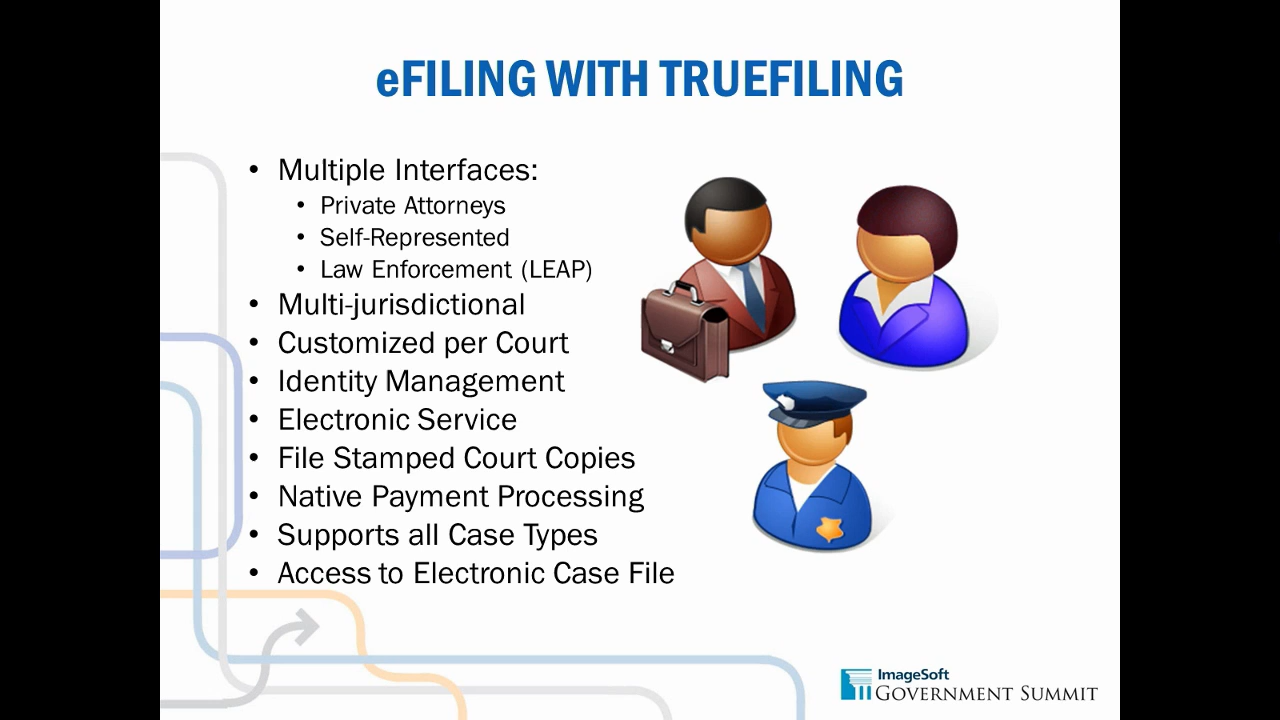 eFILING WITH TRUEFILING
• Multiple Interfaces:
• Private Attorneys
• Self-Represented
• Law Enforcement (LEAP)
• Multi-jurisdictional
• Customized per Court
• Identity Management
• Electronic Service
• File Stamped Court Copies
• Native Payment Processing
• Supports all Case Types
• Access to Electronic Case File
ImageSoft
GOVERNMENT SUMMIT